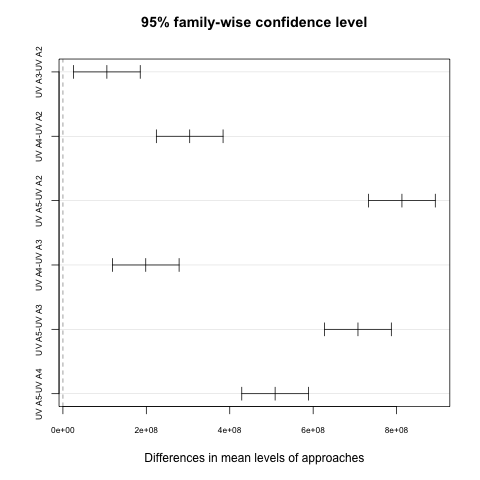 95% family-wise confidence level
UV A3-UV A2
UV A4-UV A2
UV A5-UV A2
UV A4-UV A3
UV A5-UV A3
UV A5-UV A4
0e+00 2e+08 4e+08 6e+08 8e+08
Differences in mean levels of approaches